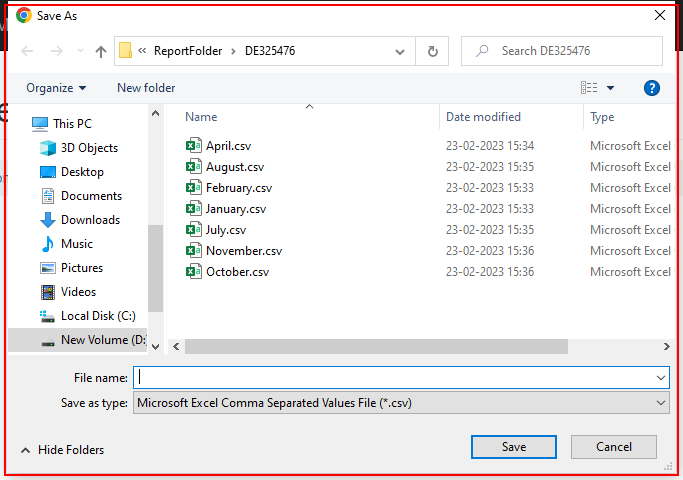 Save As
« ReportFolder › DE325476
Search DE325476
Organize
New folder
?
This PC
3D Objects
Desktop
Documents
Downloads
Music
Pictures
Videos
Local Disk (C:)
New Volume (D:
Name Date modified Type
April.csv 23-02-2023 15:34 Microsoft Excel
August.csv 23-02-2023 15:35 Microsoft Excel
February.csv 23-02-2023 15:33 Microsoft Excel
January.csv 23-02-2023 15:33 Microsoft Excel
July.csv 23-02-2023 15:35 Microsoft Excel
November.csv 23-02-2023 15:36 Microsoft Excel
October.csv 23-02-2023 15:36 Microsoft Excel
File name:
Save as type: Microsoft Excel Comma Separated Values File (*.csv)
Hide Folders
Save
Cancel